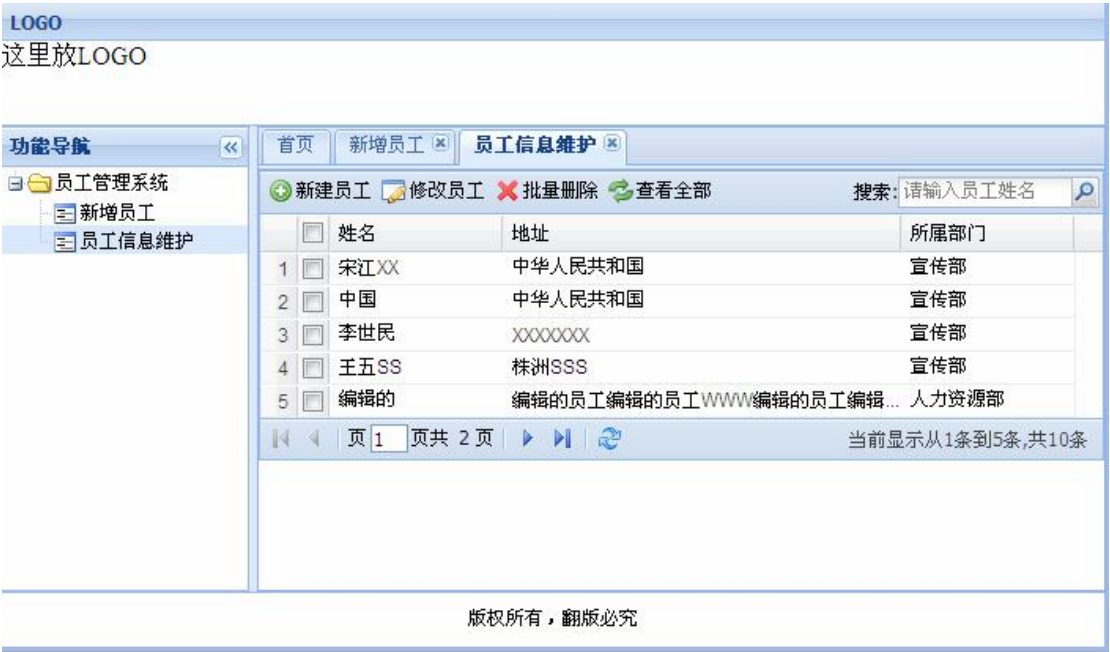 LOGO
这里放LOGO
功能导航
首页 新增员工 员工信息维护
员工管理系统
新增员工
员工信息维护
新建员工 修改员工 批量删除 查看全部 搜索: 请输入员工姓名
姓名 地址 所属部门
1 宋江XX 中华人民共和国 宣传部
2 中国 中华人民共和国 宣传部
3 李世民 XXXXXXX 宣传部
4 王五SS 株洲SSS 宣传部
5 编辑的 编辑的员工编辑的员工WWW编辑的员工编辑... 人力资源部
页 1 页共 2 页 当前显示从1条到5条,共10条
版权所有，翻版必究